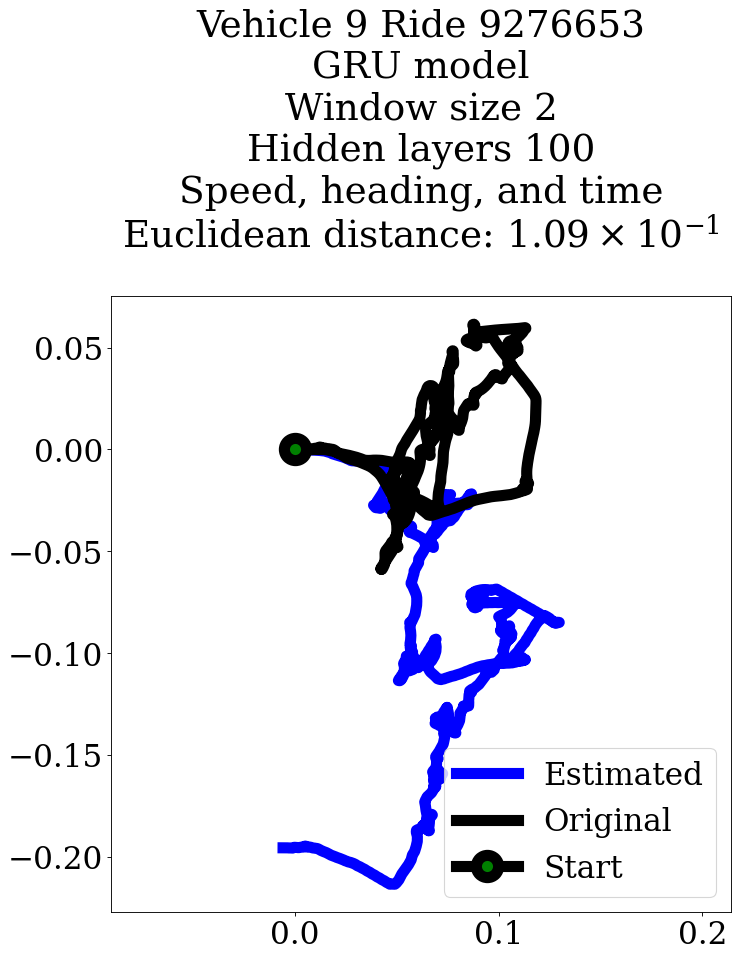 Vehicle 9 Ride 9276653
GRU model
Window size 2
Hidden layers 100
Speed, heading, and time
Euclidean distance: 1.09 × 10⁻¹
0.05
0.00
−0.05
−0.10
−0.15
−0.20
Estimated
Original
Start
0.0 0.1 0.2